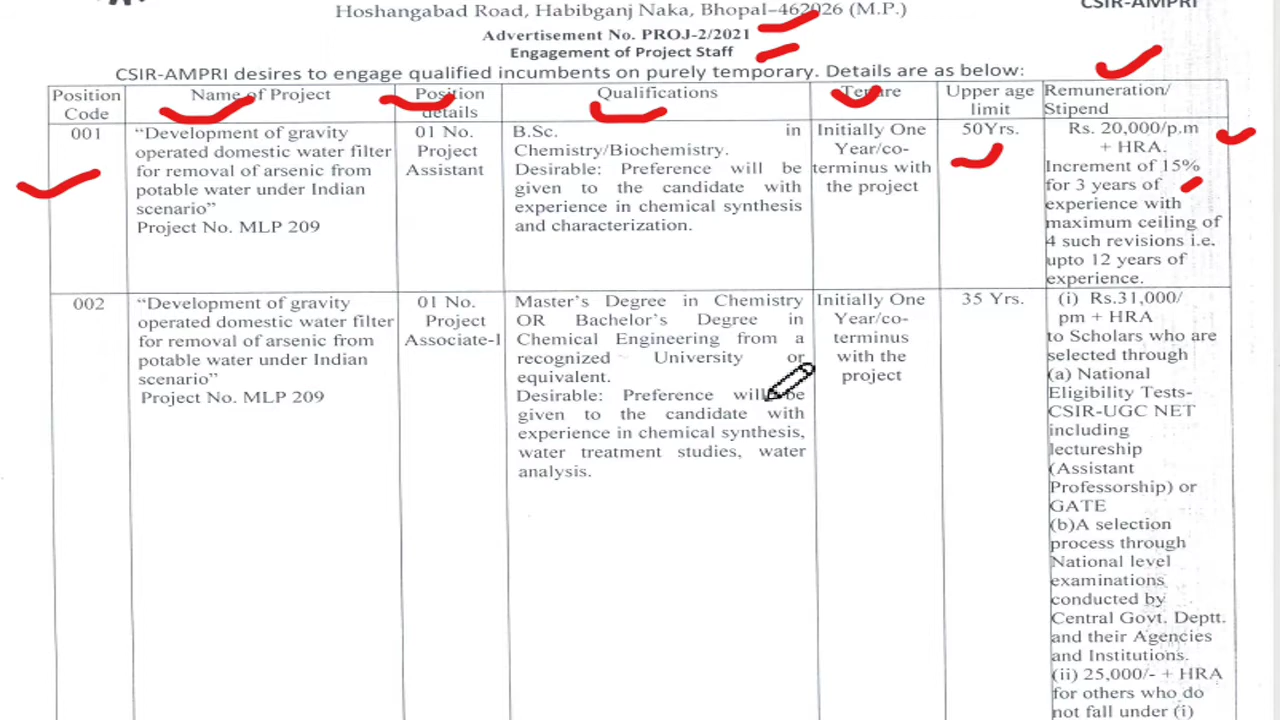 Hoshangabad Road, Habibganj Naka, Bhopal-462026 (M.P.)
CSIR-AMPRI
Advertisement No. PROJ-2/2021
Engagement of Project Staff
CSIR-AMPRI desires to engage qualified incumbents on purely temporary. Details are as below:
Position
Code
Name of Project
Position
details
Qualifications
Tenure
Upper age
limit
Remuneration/
Stipend
001
“Development of gravity
operated domestic water filter
for removal of arsenic from
potable water under Indian
scenario”
Project No. MLP 209
01 No.
Project
Assistant
B.Sc. in
Chemistry/Biochemistry.
Desirable: Preference will be
given to the candidate with
experience in chemical synthesis
and characterization.
Initially One
Year/co-
terminus with
the project
50Yrs.
Rs. 20,000/p.m
+ HRA.
Increment of 15%
for 3 years of
experience with
maximum ceiling of
4 such revisions i.e.
upto 12 years of
experience.
002
“Development of gravity
operated domestic water filter
for removal of arsenic from
potable water under Indian
scenario”
Project No. MLP 209
01 No.
Project
Associate-I
Master’s Degree in Chemistry
OR Bachelor’s Degree in
Chemical Engineering from a
recognized University or
equivalent.
Desirable: Preference will be
given to the candidate with
experience in chemical synthesis,
water treatment studies, water
analysis.
Initially One
Year/co-
terminus
with the
project
35 Yrs.
(i) Rs.31,000/
pm + HRA
to Scholars who are
selected through
(a) National
Eligibility Tests-
CSIR-UGC NET
including
lectureship
(Assistant
Professorship) or
GATE
(b)A selection
process through
National level
examinations
conducted by
Central Govt. Deptt.
and their Agencies
and Institutions.
(ii) 25,000/- + HRA
for others who do
not fall under (i)